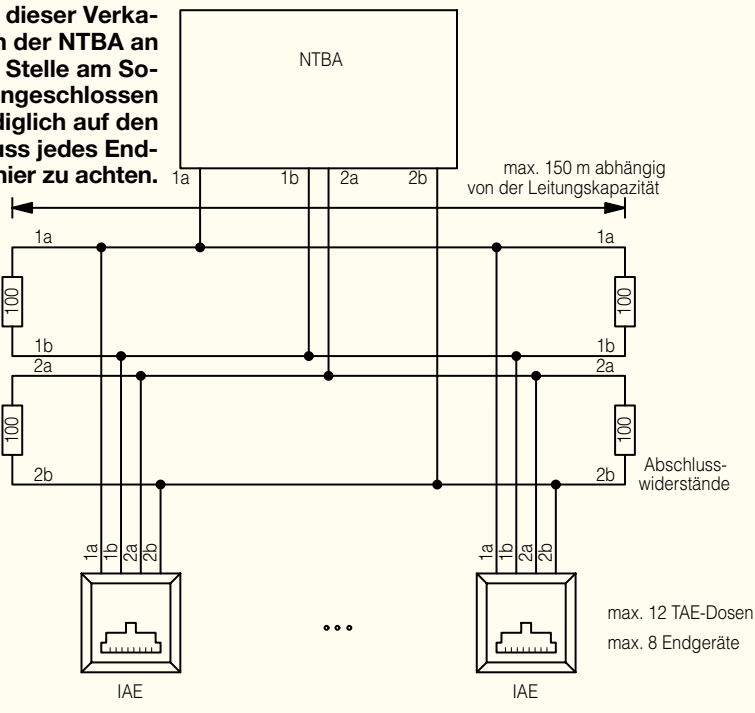 dieser Verka-
der NTBA an
Stelle am So-
ngeschlossen
diglich auf den
uss jedes End-
hier zu achten.
NTBA
1a
1b
2a
2b
max. 150 m abhängig
von der Leitungskapazität
1a
1a
100
100
1b
1b
2a
2a
100
100
2b
2b
Abschluss-
widerstände
1a
1b
2a
2b
1a
1b
2a
2b
max. 12 TAE-Dosen
max. 8 Endgeräte
IAE
IAE